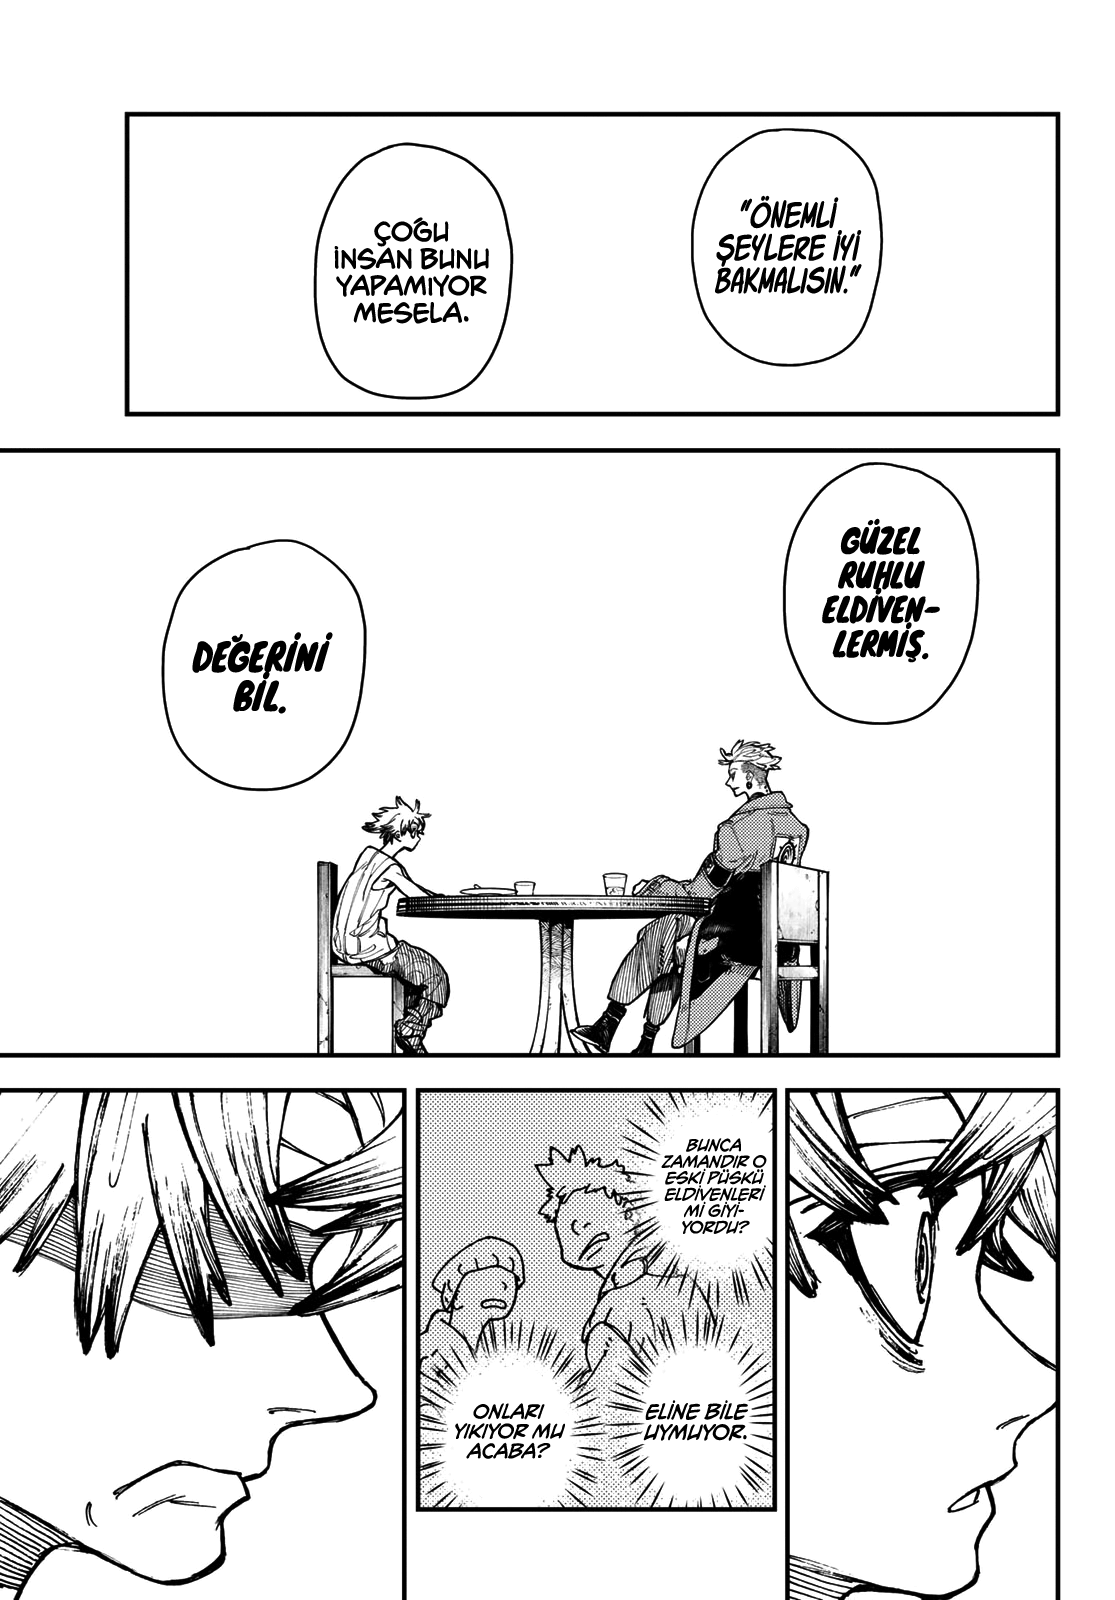 "ÖNEMLİ
ŞEYLERE İYİ
BAKMALISIN."
ÇOĞU
İNSAN BUNU
YAPAMIYOR
MESELA.
GÜZEL
RUHLU
ELDİVEN-
LERMİŞ.
DEĞERİNİ
BİL.
BUNCA
ZAMANDIR O
ESKİ PÜSKÜ
ELDİVENLERİ
Mİ GİYİ-
YORDU?
ELİNE BİLE
UYMUYOR.
ONLARI
YIKIYOR MU
ACABA?